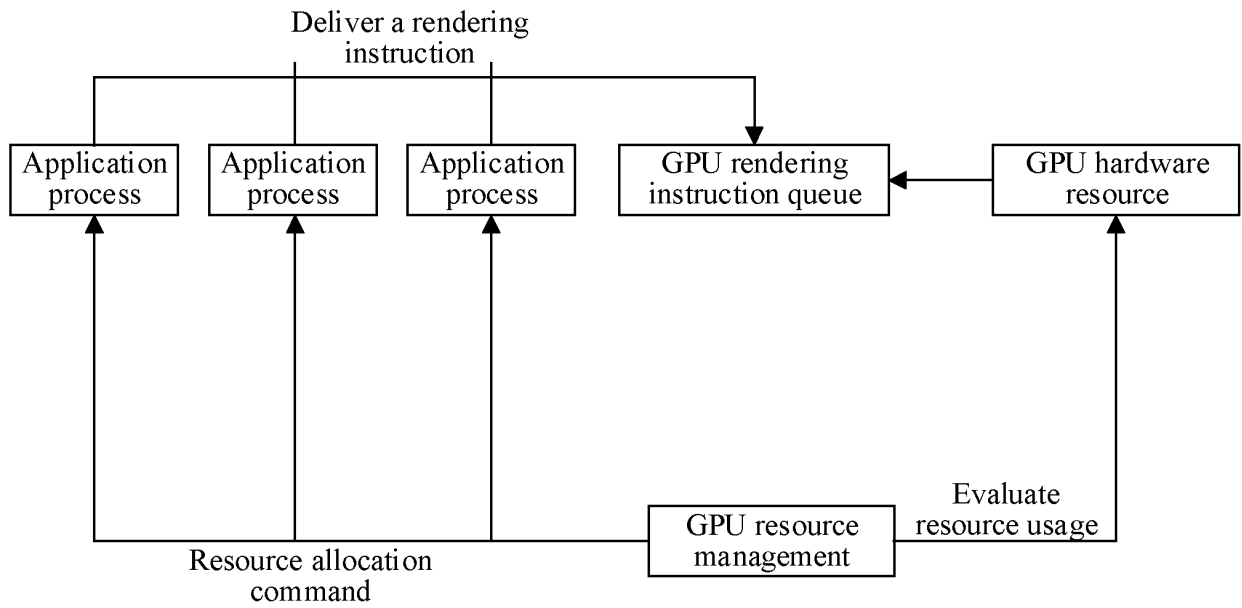 Deliver a rendering
instruction
Application
process
Application
process
Application
process
GPU rendering
instruction queue
GPU hardware
resource
Evaluate
resource usage
GPU resource
management
Resource allocation
command